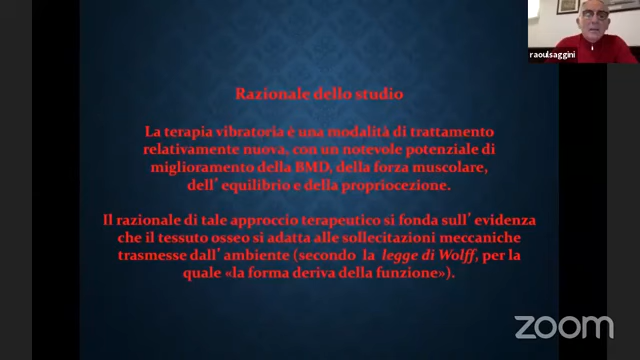 raoulsaggini
Razionale dello studio
La terapia vibratoria è una modalità di trattamento
relativamente nuova, con un notevole potenziale di
miglioramento della BMD, della forza muscolare,
dell' equilibrio e della propriocezione.
Il razionale di tale approccio terapeutico si fonda sull' evidenza
che il tessuto osseo si adatta alle sollecitazioni meccaniche
trasmesse dall' ambiente (secondo la legge di Wolff, per la
quale «la forma deriva della funzione»).
zoom